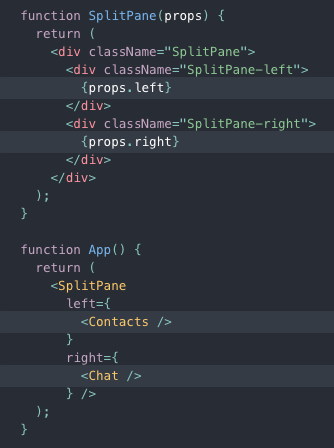 function SplitPane(props) {
  return (
    <div className="SplitPane">
      <div className="SplitPane-left">
        {props.left}
      </div>
      <div className="SplitPane-right">
        {props.right}
      </div>
    </div>
  );
}

function App() {
  return (
    <SplitPane
      left={
        <Contacts />
      }
      right={
        <Chat />
      } />
  );
}